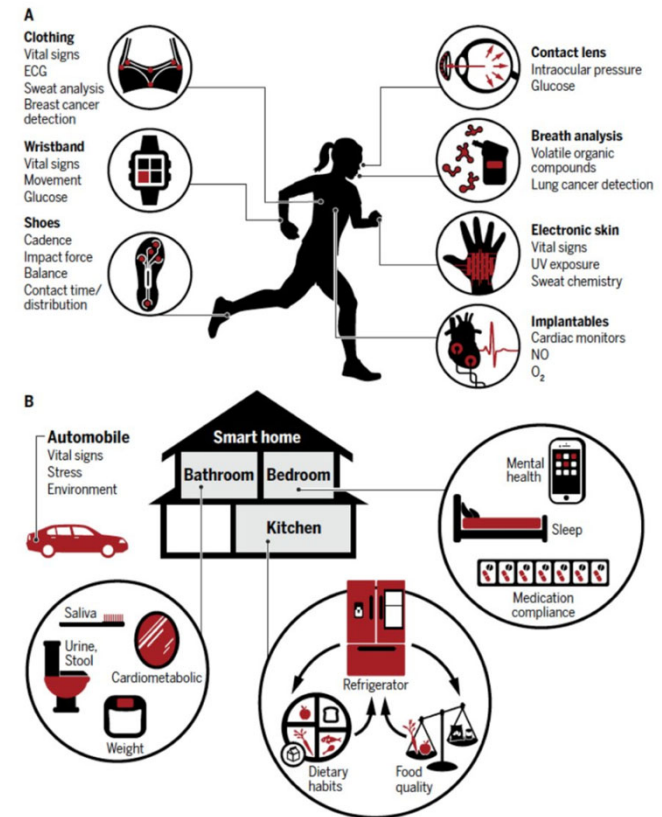 A
Clothing
Vital signs
ECG
Sweat analysis
Breast cancer
detection
Wristband
Vital signs
Movement
Glucose
Shoes
Cadence
Impact force
Balance
Contact time/
distribution
Contact lens
Intraocular pressure
Glucose
Breath analysis
Volatile organic
compounds
Lung cancer detection
Electronic skin
Vital signs
UV exposure
Sweat chemistry
Implantables
Cardiac monitors
NO
O₂
B
Automobile
Vital signs
Stress
Environment
Smart home
Bathroom
Bedroom
Kitchen
Mental
health
Sleep
Medication
compliance
Saliva
Urine,
Stool
Cardiometabolic
Weight
Refrigerator
Dietary
habits
Food
quality